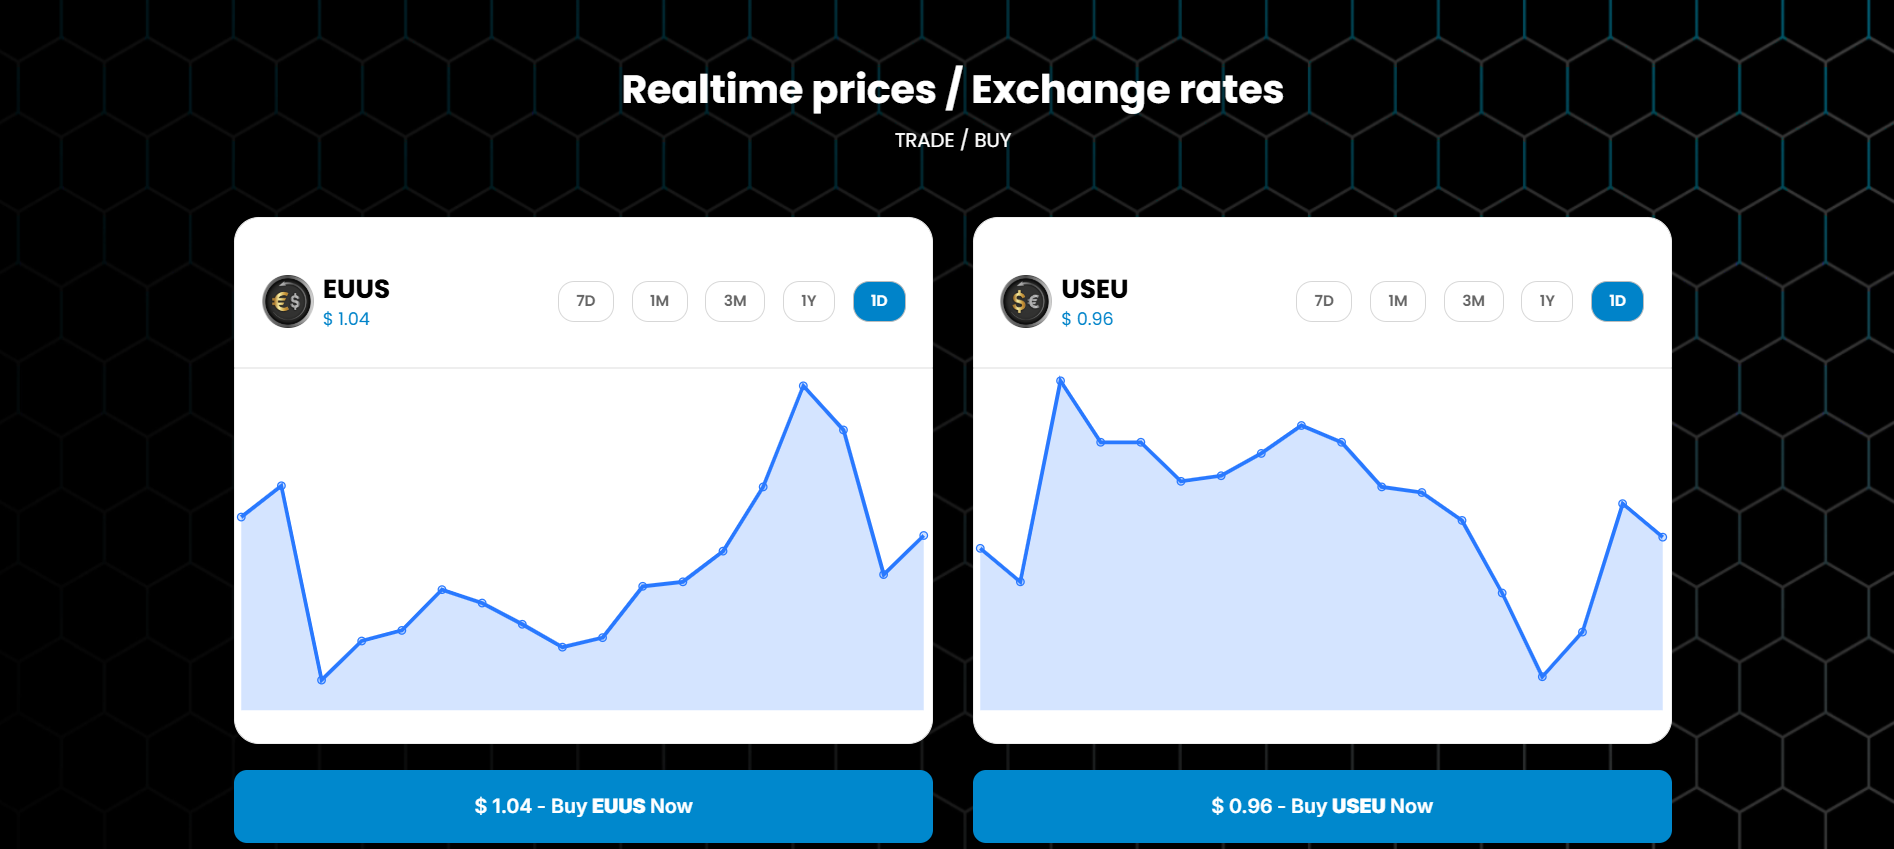 Realtime prices / Exchange rates
TRADE / BUY
EUUS
$ 1.04
7D
1M
3M
1Y
1D
USEU
$ 0.96
7D
1M
3M
1Y
1D
$ 1.04 - Buy EUUS Now
$ 0.96 - Buy USEU Now